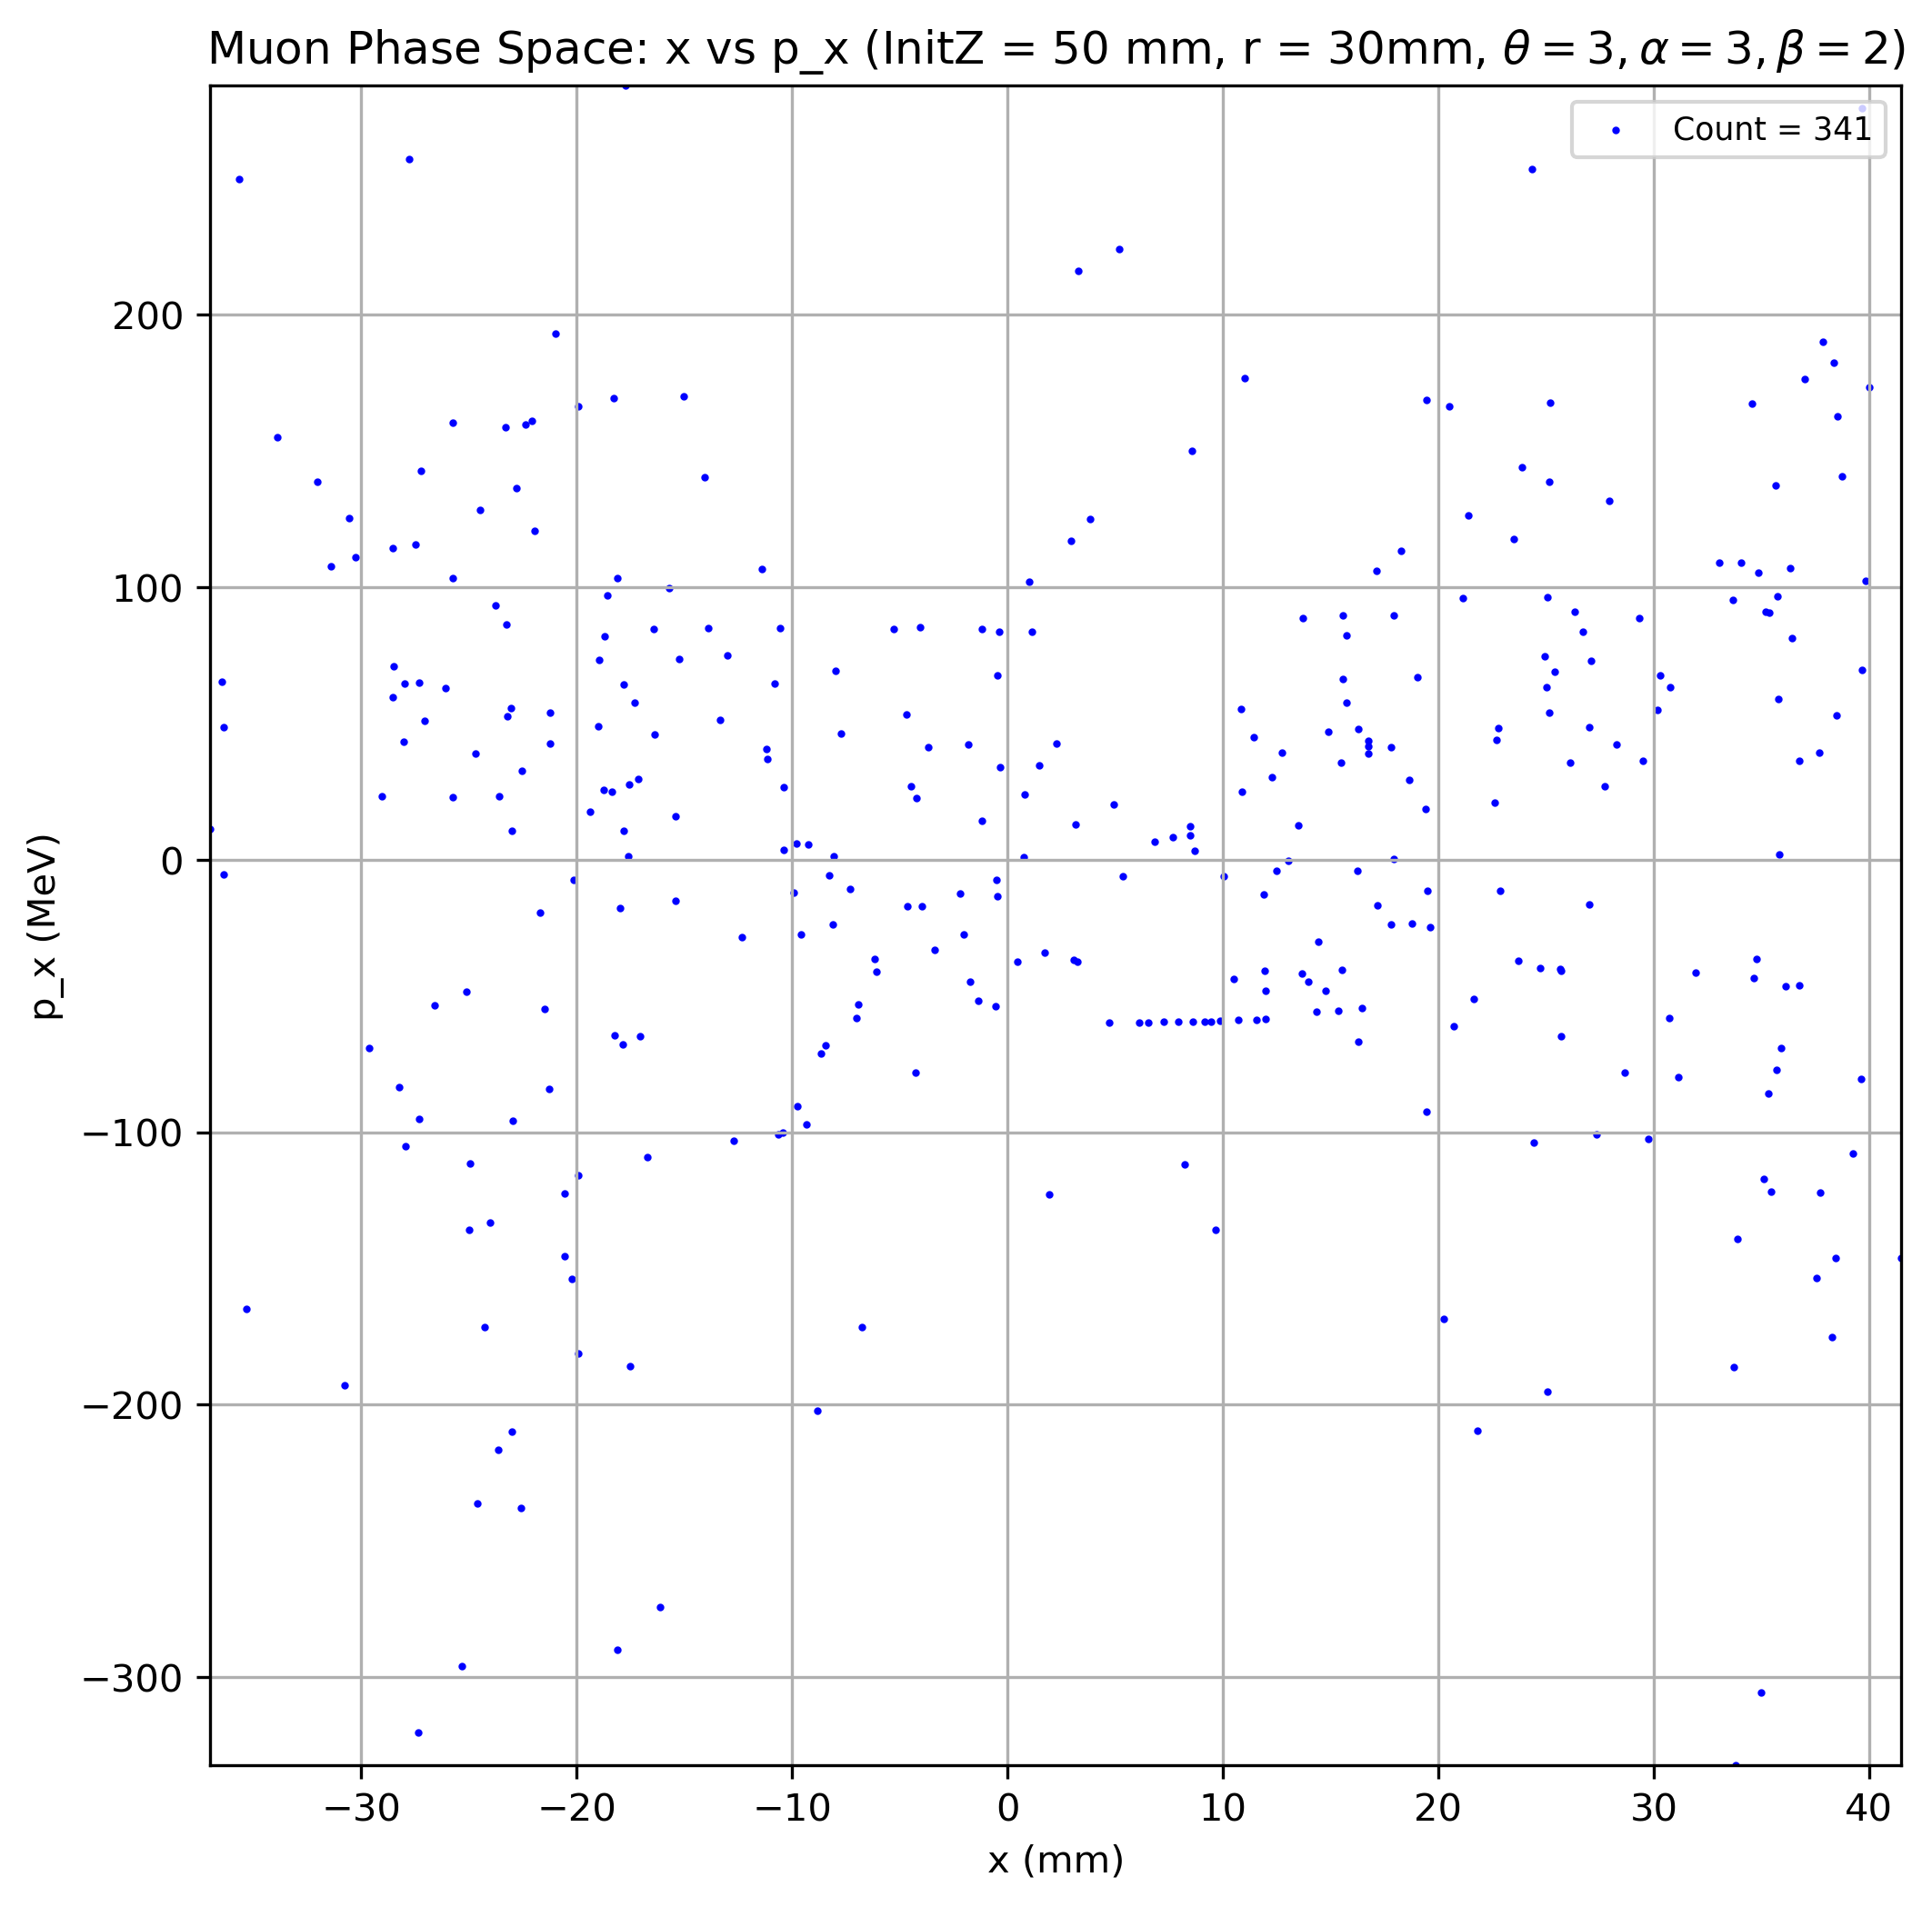 Muon Phase Space: x vs p_x (InitZ = 50 mm, r = 30mm, θ = 3, α = 3, β = 2)
Count = 341
200
100
0
−100
−200
−300
p_x (MeV)
−30 −20 −10 0 10 20 30 40
x (mm)